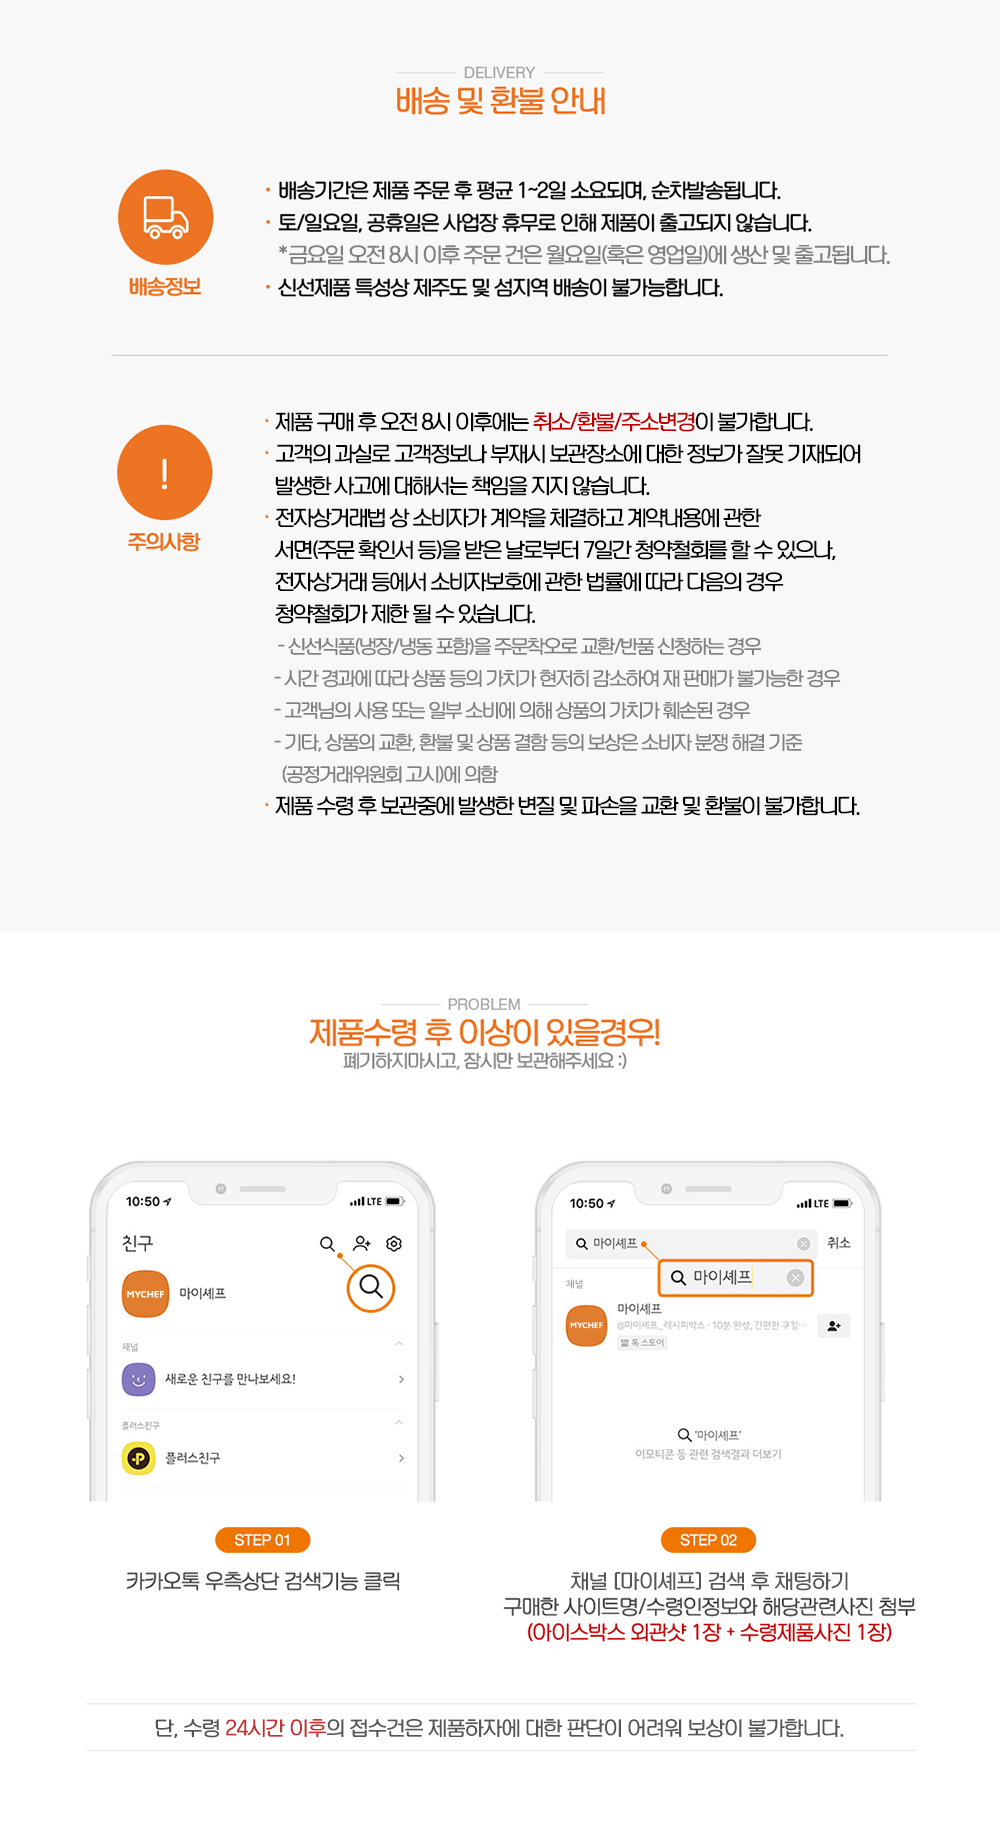 DELIVERY
배송 및 환불 안내
배송정보
· 배송기간은 제품 주문 후 평균 1~2일 소요되며, 순차발송됩니다.
· 토/일요일, 공휴일은 사업장 휴무로 인해 제품이 출고되지 않습니다.
*금요일 오전 8시 이후 주문 건은 월요일(혹은 영업일)에 생산 및 출고됩니다.
· 신선제품 특성상 제주도 및 섬지역 배송이 불가능합니다.
!
주의사항
· 제품 구매 후 오전 8시 이후에는 취소/환불/주소변경이 불가합니다.
· 고객의 과실로 고객정보나 부재시 보관장소에 대한 정보가 잘못 기재되어
발생한 사고에 대해서는 책임을 지지 않습니다.
· 전자상거래법 상 소비자가 계약을 체결하고 계약내용에 관한
서면(주문 확인서 등)을 받은 날로부터 7일간 청약철회를 할 수 있으나,
전자상거래 등에서 소비자보호에 관한 법률에 따라 다음의 경우
청약철회가 제한 될 수 있습니다.
- 신선식품(냉장/냉동 포함)을 주문착오로 교환/반품 신청하는 경우
- 시간 경과에 따라 상품 등의 가치가 현저히 감소하여 재 판매가 불가능한 경우
- 고객님의 사용 또는 일부 소비에 의해 상품의 가치가 훼손된 경우
- 기타, 상품의 교환, 환불 및 상품 결함 등의 보상은 소비자 분쟁 해결 기준
(공정거래위원회 고시)에 의함
· 제품 수령 후 보관중에 발생한 변질 및 파손을 교환 및 환불이 불가합니다.
PROBLEM
제품수령 후 이상이 있을경우!
폐기하지마시고, 잠시만 보관해주세요 :)
10:50
LTE
친구
MYCHEF
마이셰프
채널
새로운 친구를 만나보세요!
플러스친구
플러스친구
STEP 01
카카오톡 우측상단 검색기능 클릭
10:50
LTE
마이셰프
취소
마이셰프
채널
MYCHEF
마이셰프
@마이셰프_레시피박스 · 10분 완성, 간편한 쿠킹…
톡 스토어
'마이셰프'
이모티콘 등 관련 검색결과 더보기
STEP 02
채널 [마이셰프] 검색 후 채팅하기
구매한 사이트명/수령인정보와 해당관련사진 첨부
(아이스박스 외관샷 1장 + 수령제품사진 1장)
단, 수령 24시간 이후의 접수건은 제품하자에 대한 판단이 어려워 보상이 불가합니다.